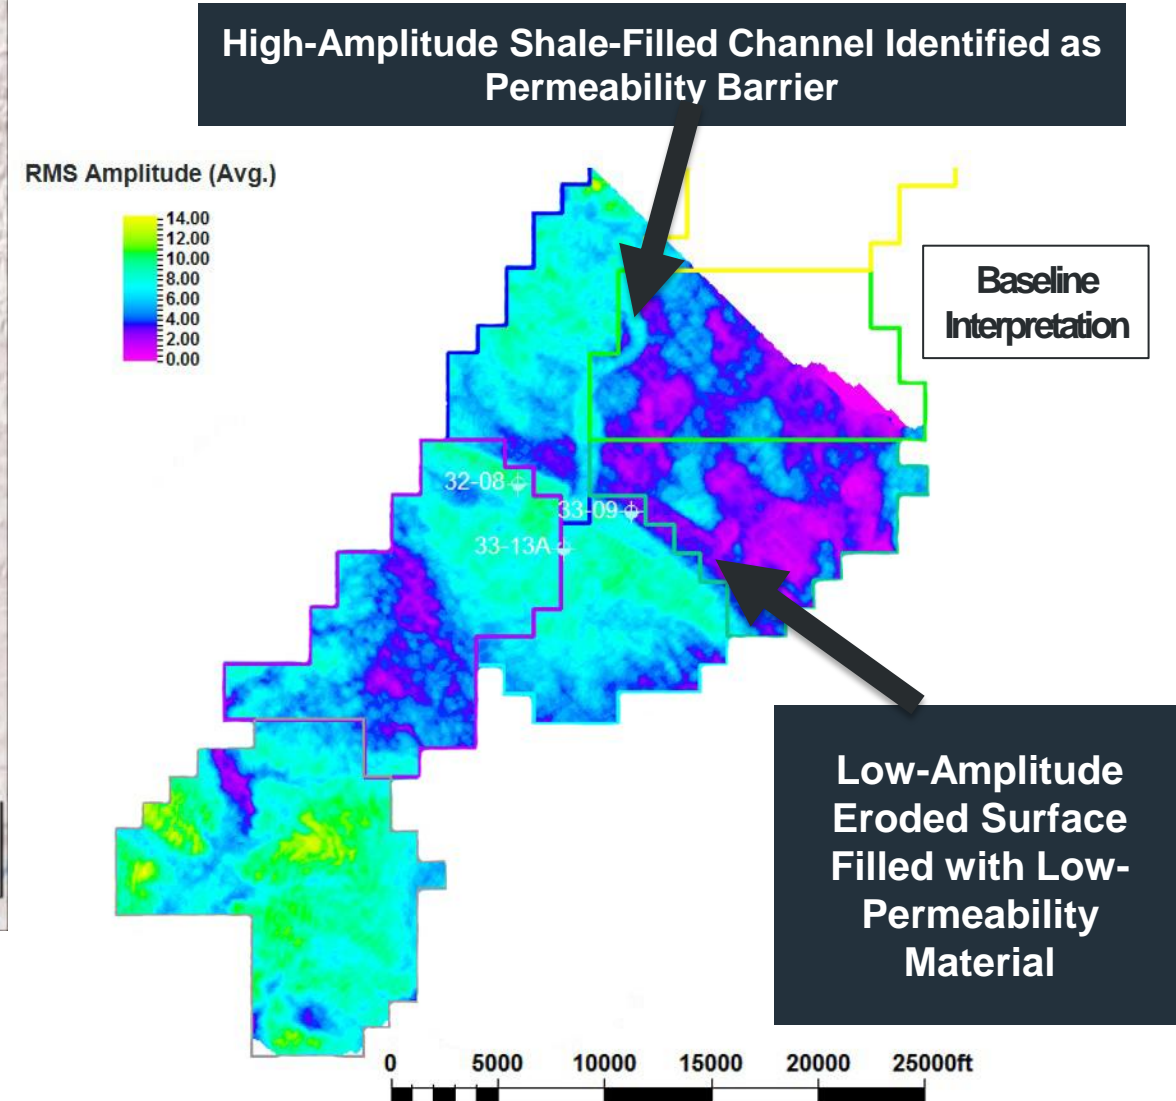 High-Amplitude Shale-Filled Channel Identified as
Permeability Barrier
RMS Amplitude (Avg.)
14.00
12.00
10.00
8.00
6.00
4.00
2.00
0.00
Baseline
Interpretation
32-08
33-09
33-13A
Low-Amplitude
Eroded Surface
Filled with Low-
Permeability
Material
0 5000 10000 15000 20000 25000ft